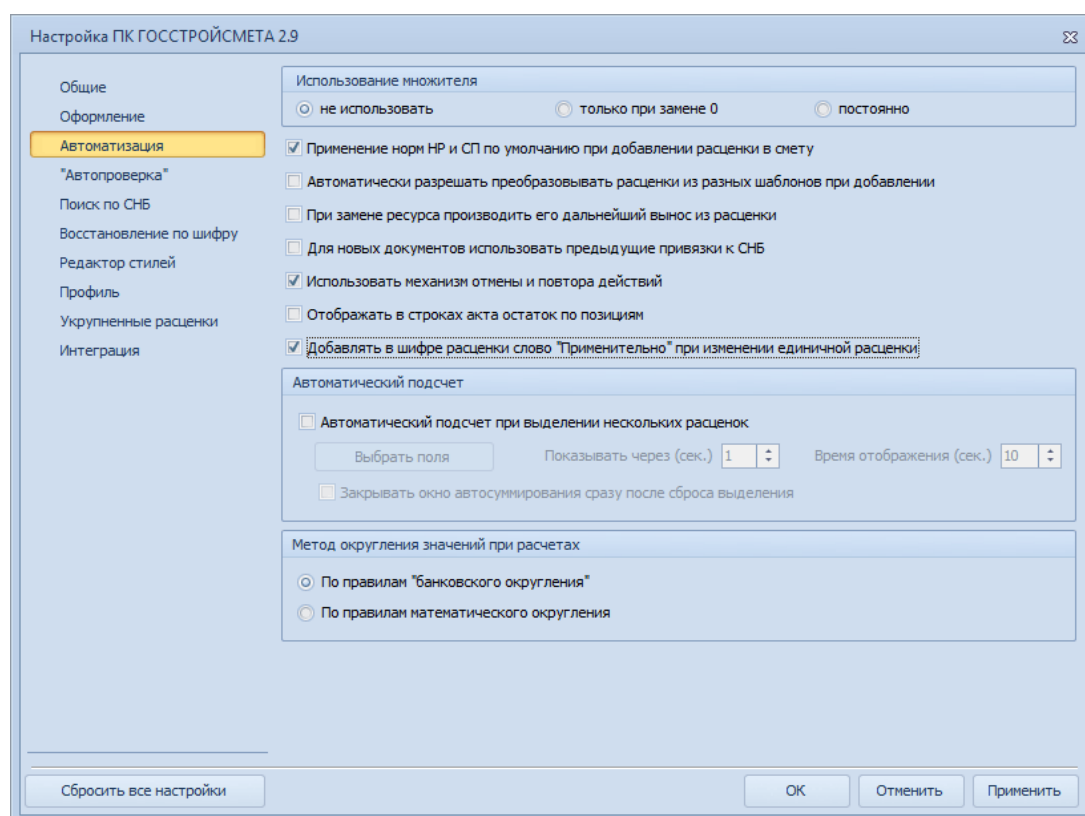 Настройка ПК ГОССТРОЙСМЕТА 2.9
Общие
Оформление
Автоматизация
"Автопроверка"
Поиск по СНБ
Восстановление по шифру
Редактор стилей
Профиль
Укрупненные расценки
Интеграция
Использование множителя
не использовать
только при замене 0
постоянно
Применение норм НР и СП по умолчанию при добавлении расценки в смету
Автоматически разрешать преобразовывать расценки из разных шаблонов при добавлении
При замене ресурса производить его дальнейший вынос из расценки
Для новых документов использовать предыдущие привязки к СНБ
Использовать механизм отмены и повтора действий
Отображать в строках акта остаток по позициям
Добавлять в шифре расценки слово "Применительно" при изменении единичной расценки
Автоматический подсчет
Автоматический подсчет при выделении нескольких расценок
Выбрать поля
Показывать через (сек.) 1
Время отображения (сек.) 10
Закрывать окно автосуммирования сразу после сброса выделения
Метод округления значений при расчетах
По правилам "банковского округления"
По правилам математического округления
Сбросить все настройки
ОК
Отменить
Применить